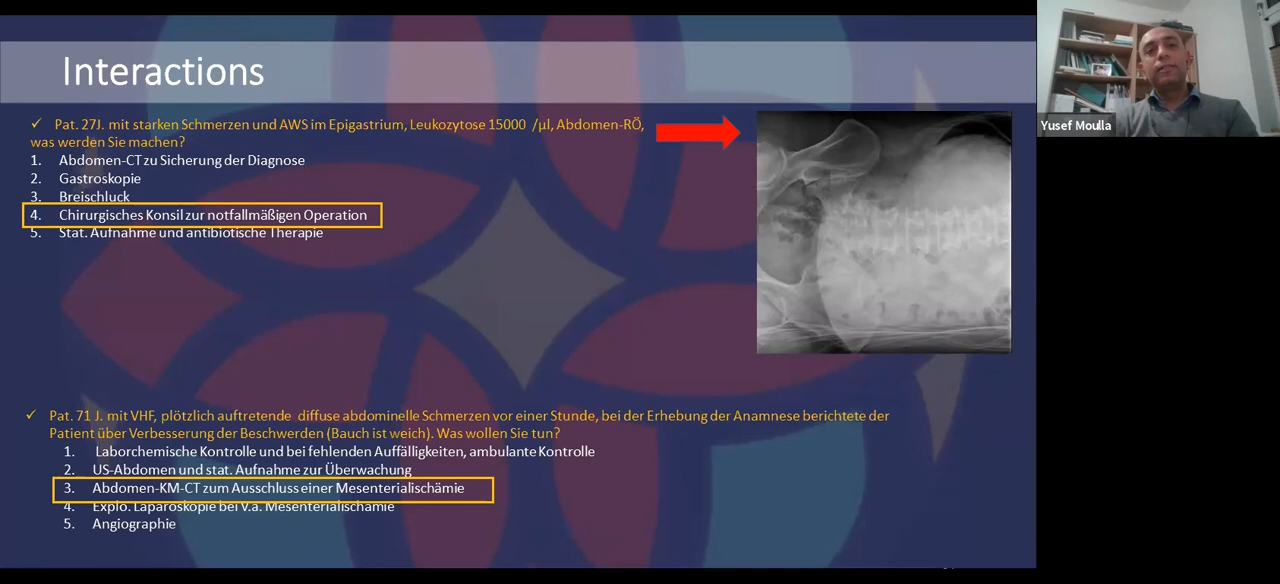 Interactions
✓ Pat. 27J. mit starken Schmerzen und AWS im Epigastrium, Leukozytose 15000 /µl, Abdomen-RÖ,
was werden Sie machen?
1. Abdomen-CT zu Sicherung der Diagnose
2. Gastroskopie
3. Breischluck
4. Chirurgisches Konsil zur notfallmäßigen Operation
5. Stat. Aufnahme und antibiotische Therapie
✓ Pat. 71 J. mit VHF, plötzlich auftretende diffuse abdominelle Schmerzen vor einer Stunde, bei der Erhebung der Anamnese berichtete der
Patient über Verbesserung der Beschwerden (Bauch ist weich). Was wollen Sie tun?
1. Laborchemische Kontrolle und bei fehlenden Auffälligkeiten, ambulante Kontrolle
2. US-Abdomen und stat. Aufnahme zur Überwachung
3. Abdomen-KM-CT zum Ausschluss einer Mesenterialischämie
4. Explo. Laparoskopie bei V.a. Mesenterialischämie
5. Angiographie
Yusef Moulla